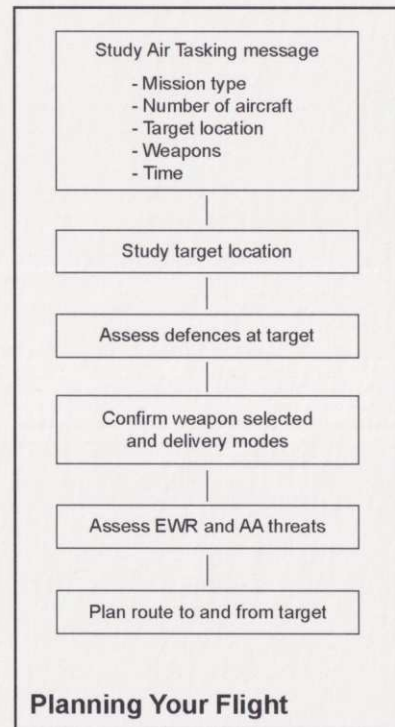 Study Air Tasking message
- Mission type
- Number of aircraft
- Target location
- Weapons
- Time
Study target location
Assess defences at target
Confirm weapon selected
and delivery modes
Assess EWR and AA threats
Plan route to and from target
Planning Your Flight